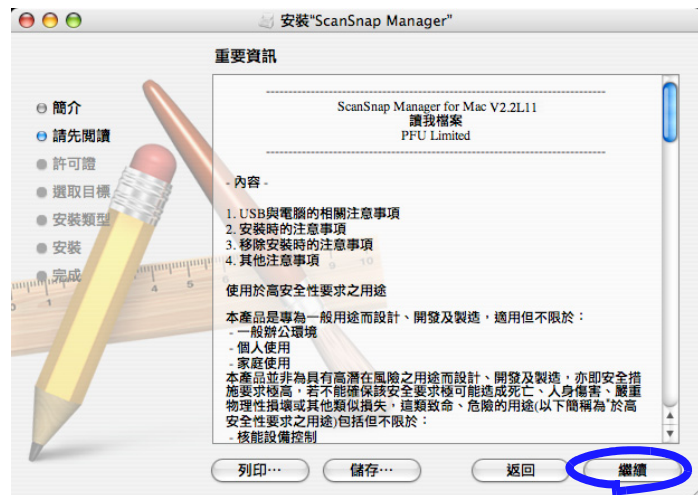 安裝“ScanSnap Manager”
重要資訊
簡介
請先閱讀
許可證
選取目標
安裝類型
安裝
完成
ScanSnap Manager for Mac V2.2L11
讀我檔案
PFU Limited
- 內容 -
1. USB與電腦的相關注意事項
2. 安裝時的注意事項
3. 移除安裝時的注意事項
4. 其他注意事項
使用於高安全性要求之用途
本產品是專為一般用途而設計、開發及製造，適用但不限於：
- 一般辦公環境
- 個人使用
- 家庭使用
本產品並非為具有高潛在風險之用途而設計、開發及製造，亦即安全措
施要求極高，若不能確保該安全要求極可能造成死亡、人身傷害、嚴重
物理性損壞或其他類似損失，這類致命、危險的用途(以下簡稱為"於高
安全性要求之用途)包括但不限於：
- 核能設備控制
列印…
儲存…
返回
繼續